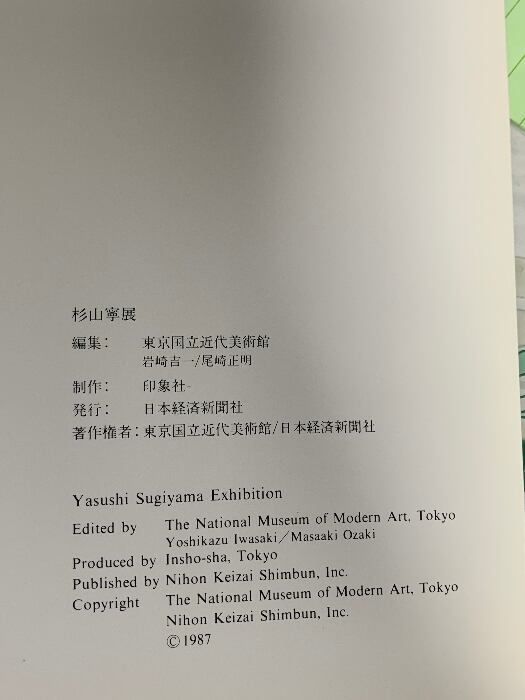 杉山寧展
編集： 東京国立近代美術館
岩崎吉一/尾崎正明
制作： 印象社
発行： 日本経済新聞社
著作権者：東京国立近代美術館/日本経済新聞社
Yasushi Sugiyama Exhibition
Edited by The National Museum of Modern Art, Tokyo
Yoshikazu Iwasaki／Masaaki Ozaki
Produced by Insho-sha, Tokyo
Published by Nihon Keizai Shimbun, Inc.
Copyright The National Museum of Modern Art, Tokyo
Nihon Keizai Shimbun, Inc.
©1987